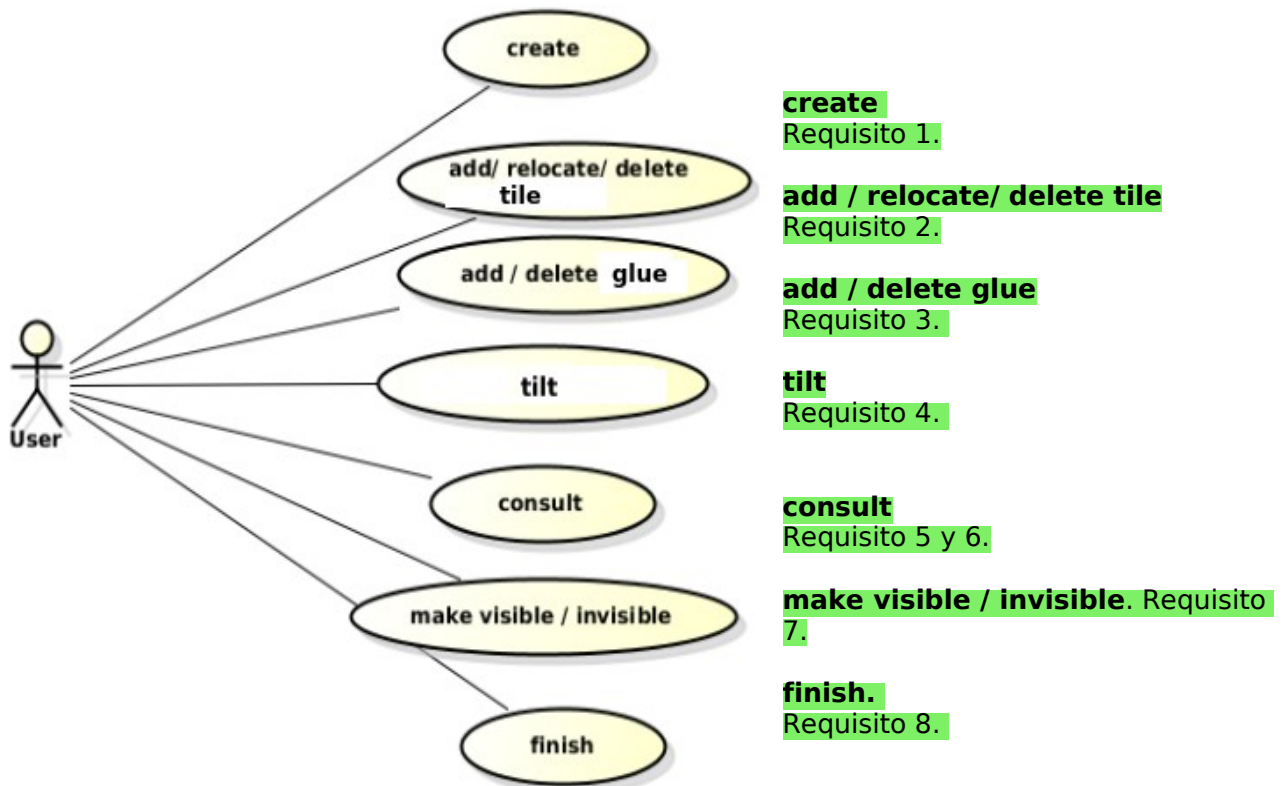 create
add/ relocate/ delete
tile
add / delete glue
tilt
consult
make visible / invisible
finish
User
create
Requisito 1.
add / relocate/ delete tile
Requisito 2.
add / delete glue
Requisito 3.
tilt
Requisito 4.
consult
Requisito 5 y 6.
make visible / invisible. Requisito
7.
finish.
Requisito 8.